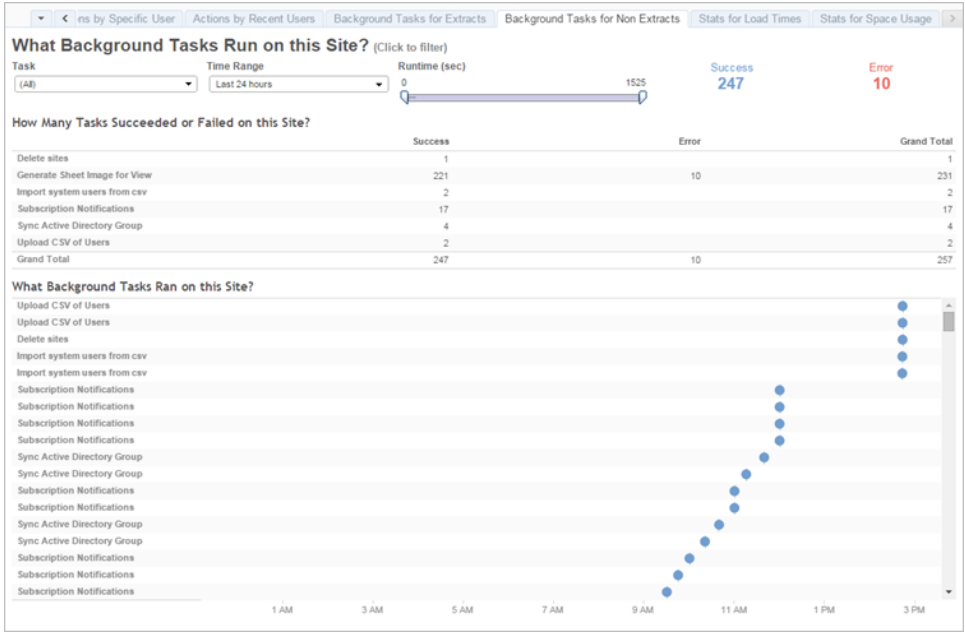 ns by Specific User Actions by Recent Users Background Tasks for Extracts Background Tasks for Non Extracts Stats for Load Times Stats for Space Usage
What Background Tasks Run on this Site? (Click to filter)
Task Time Range Runtime (sec) Success Error
(All) Last 24 hours 0 1525 247 10
How Many Tasks Succeeded or Failed on this Site?
Success Error Grand Total
Delete sites 1 1
Generate Sheet Image for View 221 10 231
Import system users from csv 2 2
Subscription Notifications 17 17
Sync Active Directory Group 4 4
Upload CSV of Users 2 2
Grand Total 247 10 257
What Background Tasks Ran on this Site?
Upload CSV of Users
Upload CSV of Users
Delete sites
Import system users from csv
Import system users from csv
Subscription Notifications
Subscription Notifications
Subscription Notifications
Subscription Notifications
Sync Active Directory Group
Sync Active Directory Group
Subscription Notifications
Subscription Notifications
Sync Active Directory Group
Sync Active Directory Group
Subscription Notifications
Subscription Notifications
Subscription Notifications
1 AM 3 AM 5 AM 7 AM 9 AM 11 AM 1 PM 3 PM